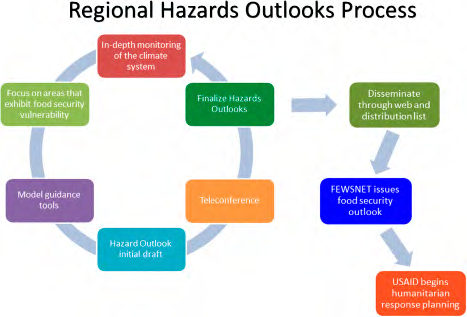 Regional Hazards Outlooks Process
In-depth monitoring
of the climate
system
Focus on areas that
exhibit food security
vulnerability
Finalize Hazards
Outlooks
Disseminate
through web and
distribution list
Model guidance
tools
Teleconference
FEWSNET issues
food security
outlook
Hazard Outlook
initial draft
USAID begins
humanitarian
response planning